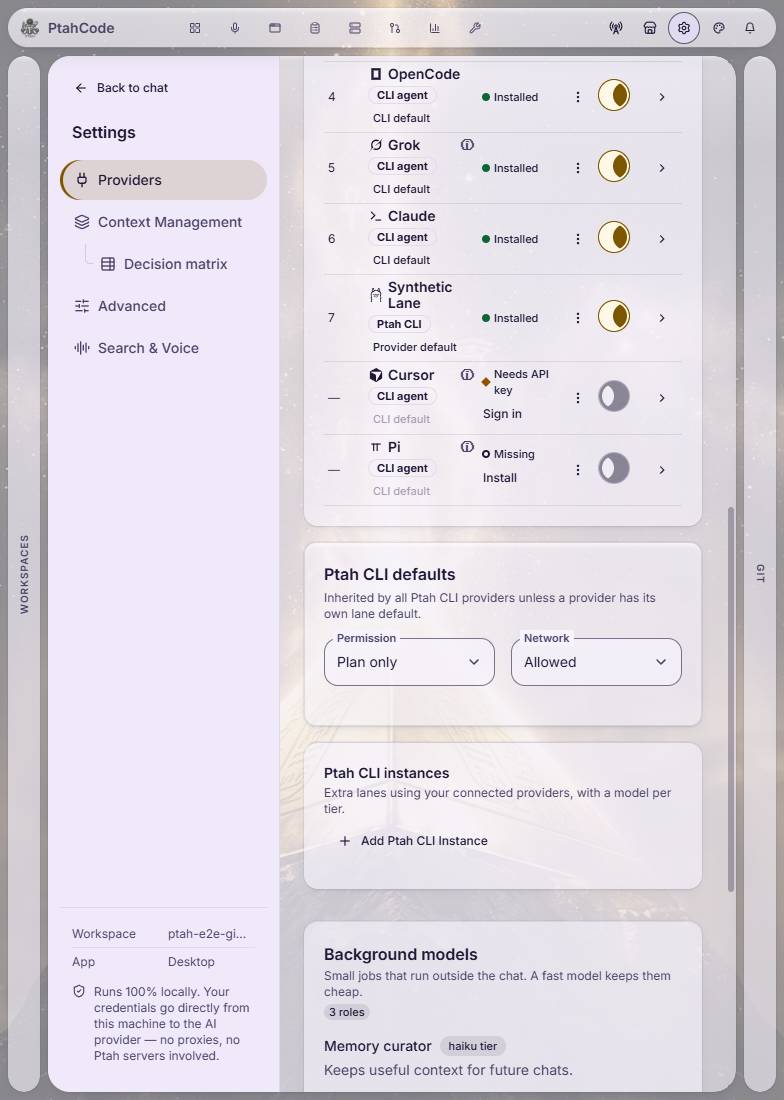 PtahCode
WORKSPACES
Back to chat
Settings
Providers
Context Management
Decision matrix
Advanced
Search & Voice
Workspace ptah-e2e-gi...
App Desktop
Runs 100% locally. Your
credentials go directly from
this machine to the AI
provider — no proxies, no
Ptah servers involved.
OpenCode
4 CLI agent Installed
CLI default
Grok
5 CLI agent Installed
CLI default
Claude
6 CLI agent Installed
CLI default
Synthetic
Lane
7 Ptah CLI Installed
Provider default
Cursor Needs API
key
— CLI agent
Sign in
CLI default
Pi
Missing
— CLI agent
Install
CLI default
Ptah CLI defaults
Inherited by all Ptah CLI providers unless a provider has its
own lane default.
Permission Network
Plan only Allowed
Ptah CLI instances
Extra lanes using your connected providers, with a model per
tier.
Add Ptah CLI Instance
Background models
Small jobs that run outside the chat. A fast model keeps them
cheap.
3 roles
Memory curator haiku tier
Keeps useful context for future chats.
GIT